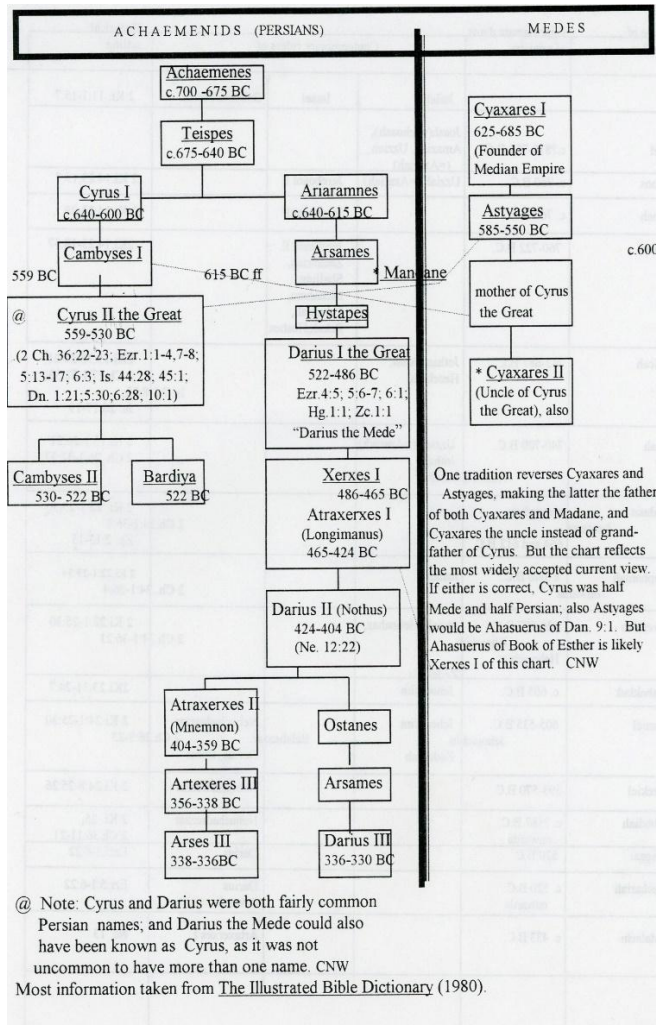 ACHAEMENIDS (PERSIANS)
MEDES
Achaemenes
c.700 -675 BC
Teispes
c.675-640 BC
Cyrus I
c.640-600 BC
Ariaramnes
c.640-615 BC
Cyaxares I
625-685 BC
(Founder of
Median Empire
Astyages
585-550 BC
Cambyses I
559 BC
615 BC ff
Arsames
* Mandane
c.600
mother of Cyrus
the Great
@ Cyrus II the Great
559-530 BC
(2 Ch. 36:22-23; Ezr.1:1-4,7-8;
5:13-17; 6:3; Is. 44:28; 45:1;
Dn. 1:21;5:30;6:28; 10:1)
Hystapes
Darius I the Great
522-486 BC
Ezr.4:5; 5:6-7; 6:1;
Hg.1:1; Zc.1:1
“Darius the Mede”
* Cyaxares II
(Uncle of Cyrus
the Great), also
Cambyses II
530- 522 BC
Bardiya
522 BC
Xerxes I
486-465 BC
Atraxerxes I
(Longimanus)
465-424 BC
One tradition reverses Cyaxares and
Astyages, making the latter the father
of both Cyaxares and Madane, and
Cyaxares the uncle instead of grand-
father of Cyrus. But the chart reflects
the most widely accepted current view.
If either is correct, Cyrus was half
Mede and half Persian; also Astyages
would be Ahasuerus of Dan. 9:1. But
Ahasuerus of Book of Esther is likely
Xerxes I of this chart. CNW
Darius II (Nothus)
424-404 BC
(Ne. 12:22)
Atraxerxes II
(Mnemnon)
404-359 BC
Ostanes
Artexeres III
356-338 BC
Arsames
Arses III
338-336BC
Darius III
336-330 BC
@ Note: Cyrus and Darius were both fairly common
Persian names; and Darius the Mede could also
have been known as Cyrus, as it was not
uncommon to have more than one name. CNW
Most information taken from The Illustrated Bible Dictionary (1980).